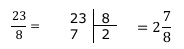 23/8 = 23 | 8 = 2 7/8
7 | 2